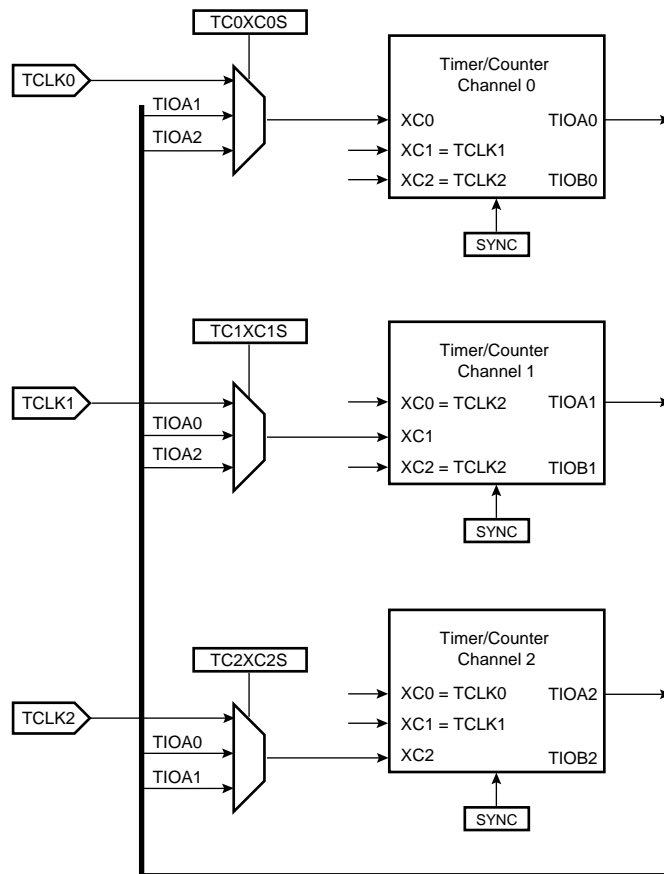 TC0XC0S
TCLK0
TIOA1
TIOA2
Timer/Counter
Channel 0
XC0
TIOA0
XC1 = TCLK1
XC2 = TCLK2
TIOB0
SYNC
TC1XC1S
TCLK1
TIOA0
TIOA2
Timer/Counter
Channel 1
XC0 = TCLK2
TIOA1
XC1
XC2 = TCLK2
TIOB1
SYNC
TC2XC2S
TCLK2
TIOA0
TIOA1
Timer/Counter
Channel 2
XC0 = TCLK0
TIOA2
XC1 = TCLK1
XC2
TIOB2
SYNC